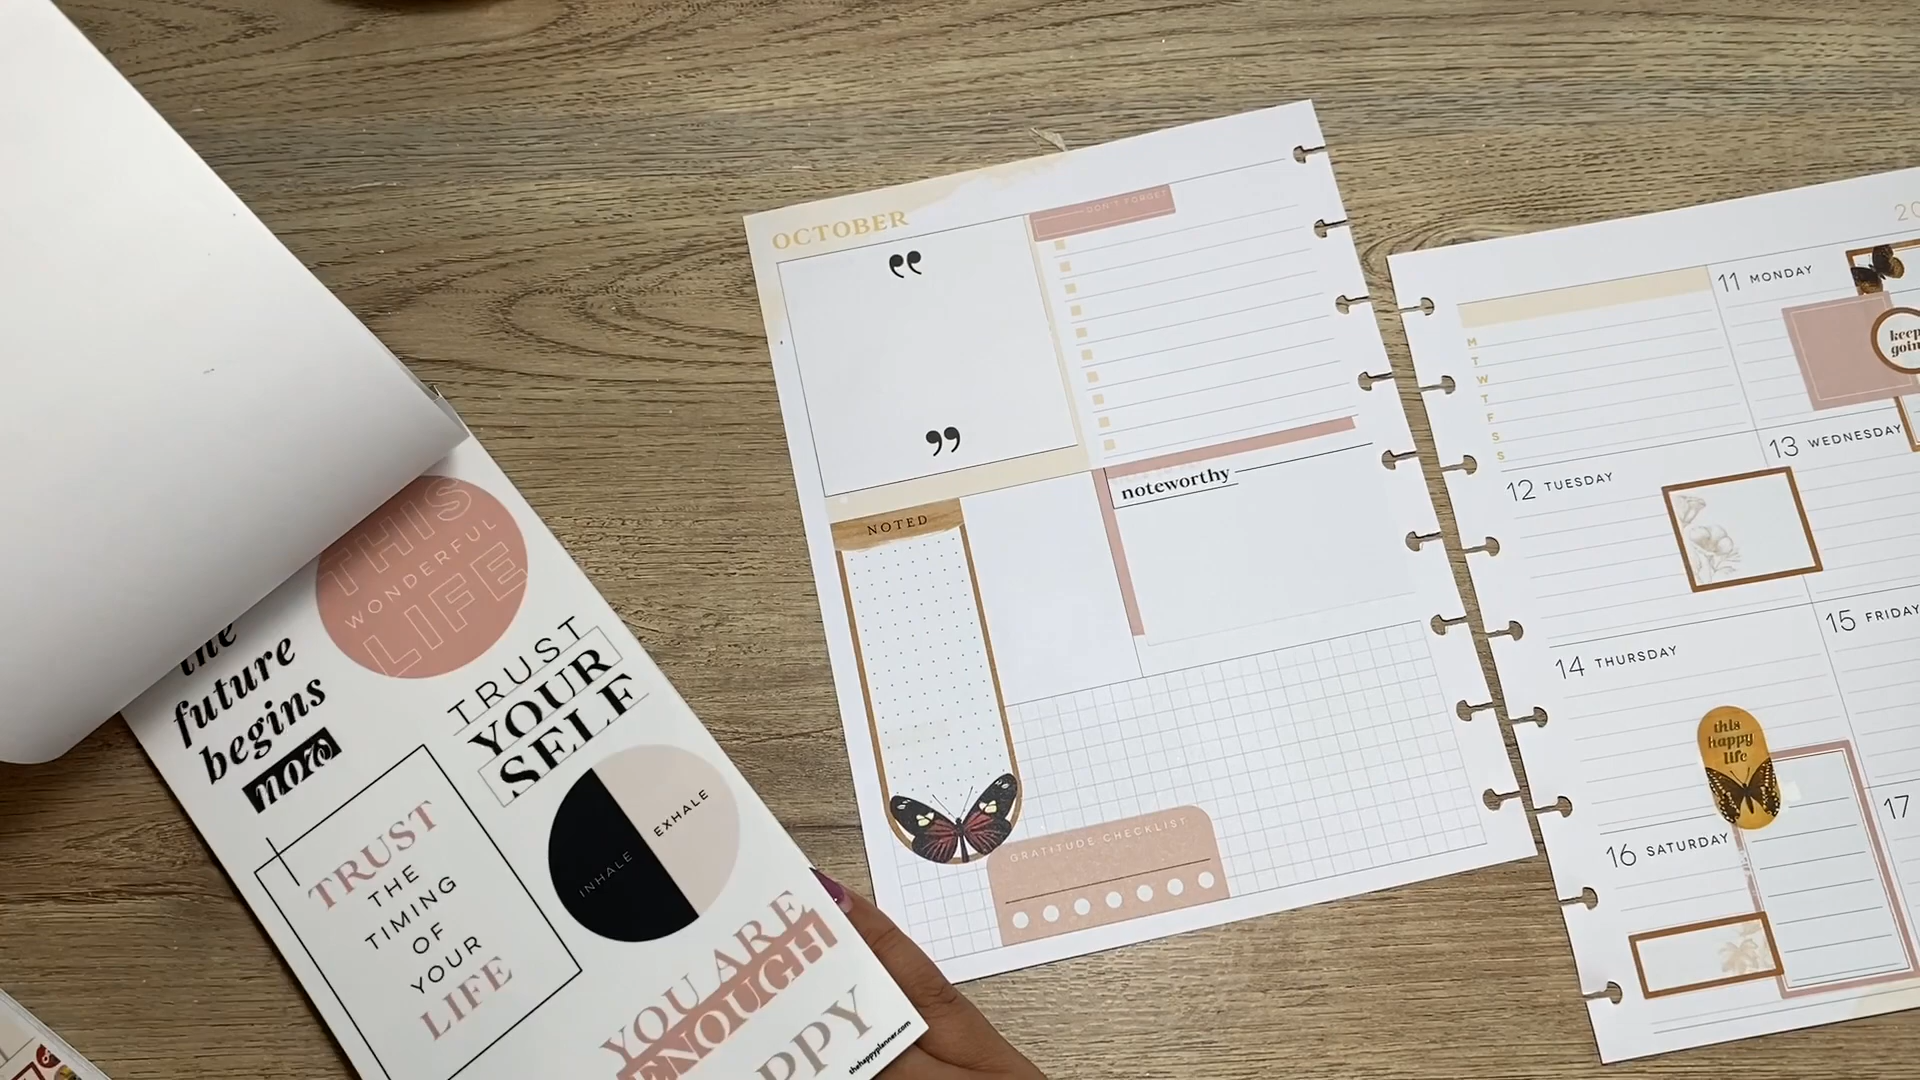 THIS
WONDERFUL
LIFE
the
future
begins
now
TRUST
YOUR
SELF
TRUST
THE
TIMING
OF
YOUR
LIFE
INHALE
EXHALE
YOU ARE
ENOUGH
thehappyplanner.com
OCTOBER
DON'T FORGET
noteworthy
NOTED
GRATITUDE CHECKLIST
M
T
W
T
F
S
S
11 MONDAY
keep
12 TUESDAY
13 WEDNESDAY
14 THURSDAY
15 FRIDAY
this
happy
life
16 SATURDAY
17